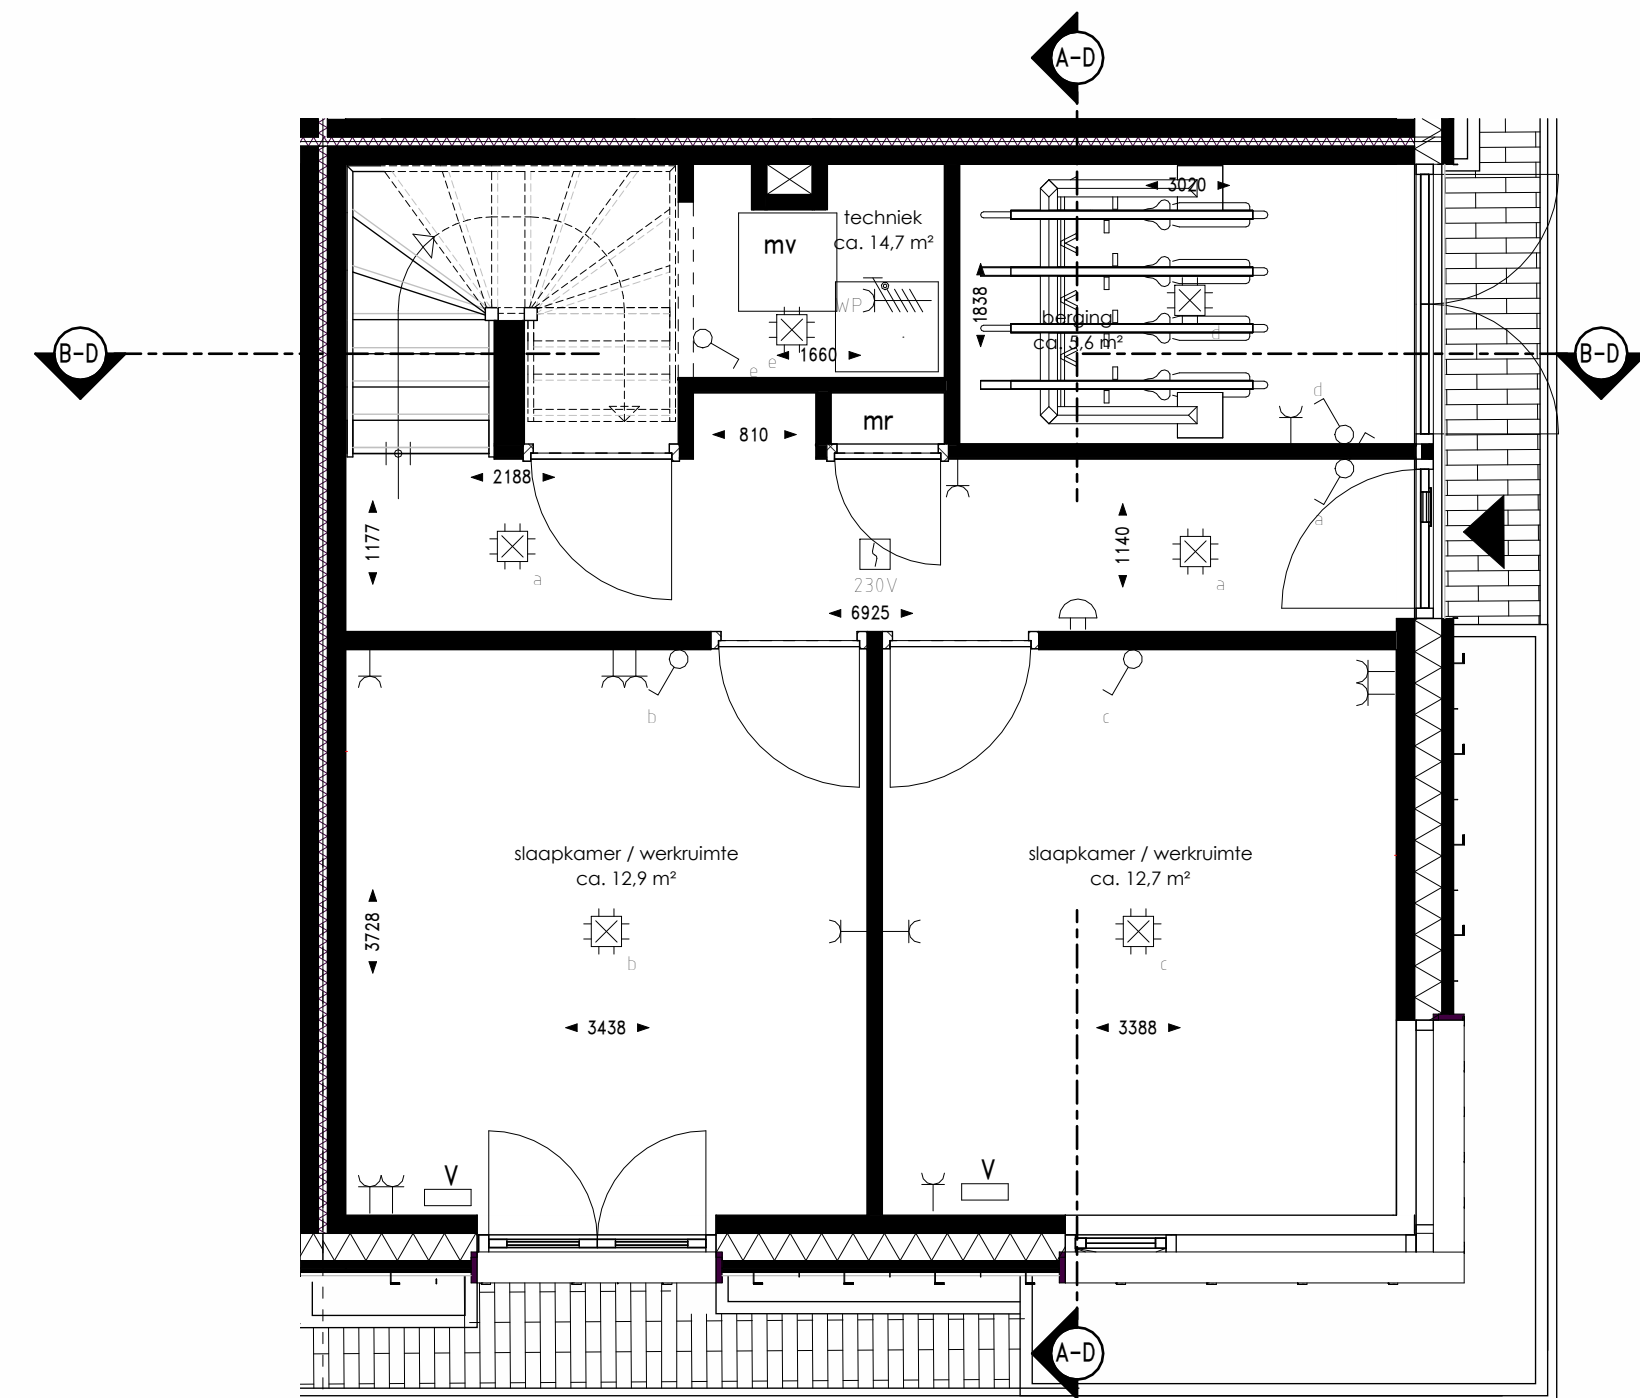 A-D
3020
techniek
ca. 14,7 m²
mv
WP
1838
berging
ca. 5,6 m²
d
B-D
B-D
1660
e
e
d
mr
810
2188
1177
1140
a
a
a
230V
6925
b
c
slaapkamer / werkruimte
ca. 12,9 m²
slaapkamer / werkruimte
ca. 12,7 m²
3728
b
c
3438
3388
V
V
A-D